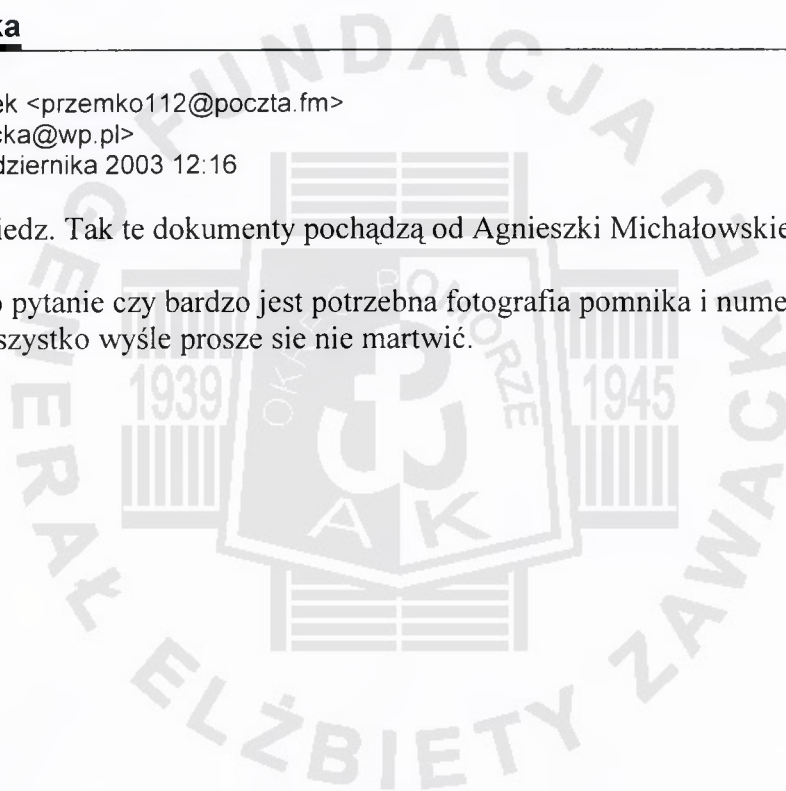 ka
ek <przemko112@poczta.fm>
cka@wp.pl>
dziernika 2003 12:16
iedz. Tak te dokumenty pochądzą od Agnieszki Michałowskie
o pytanie czy bardzo jest potrzebna fotografia pomnika i nume
szystko wyśle prosze sie nie martwić.
FUNDACJA
GENERAŁ ELŻBIETY ZAWACKIEJ
OKRĘG POMORZE
1939
1945
A K